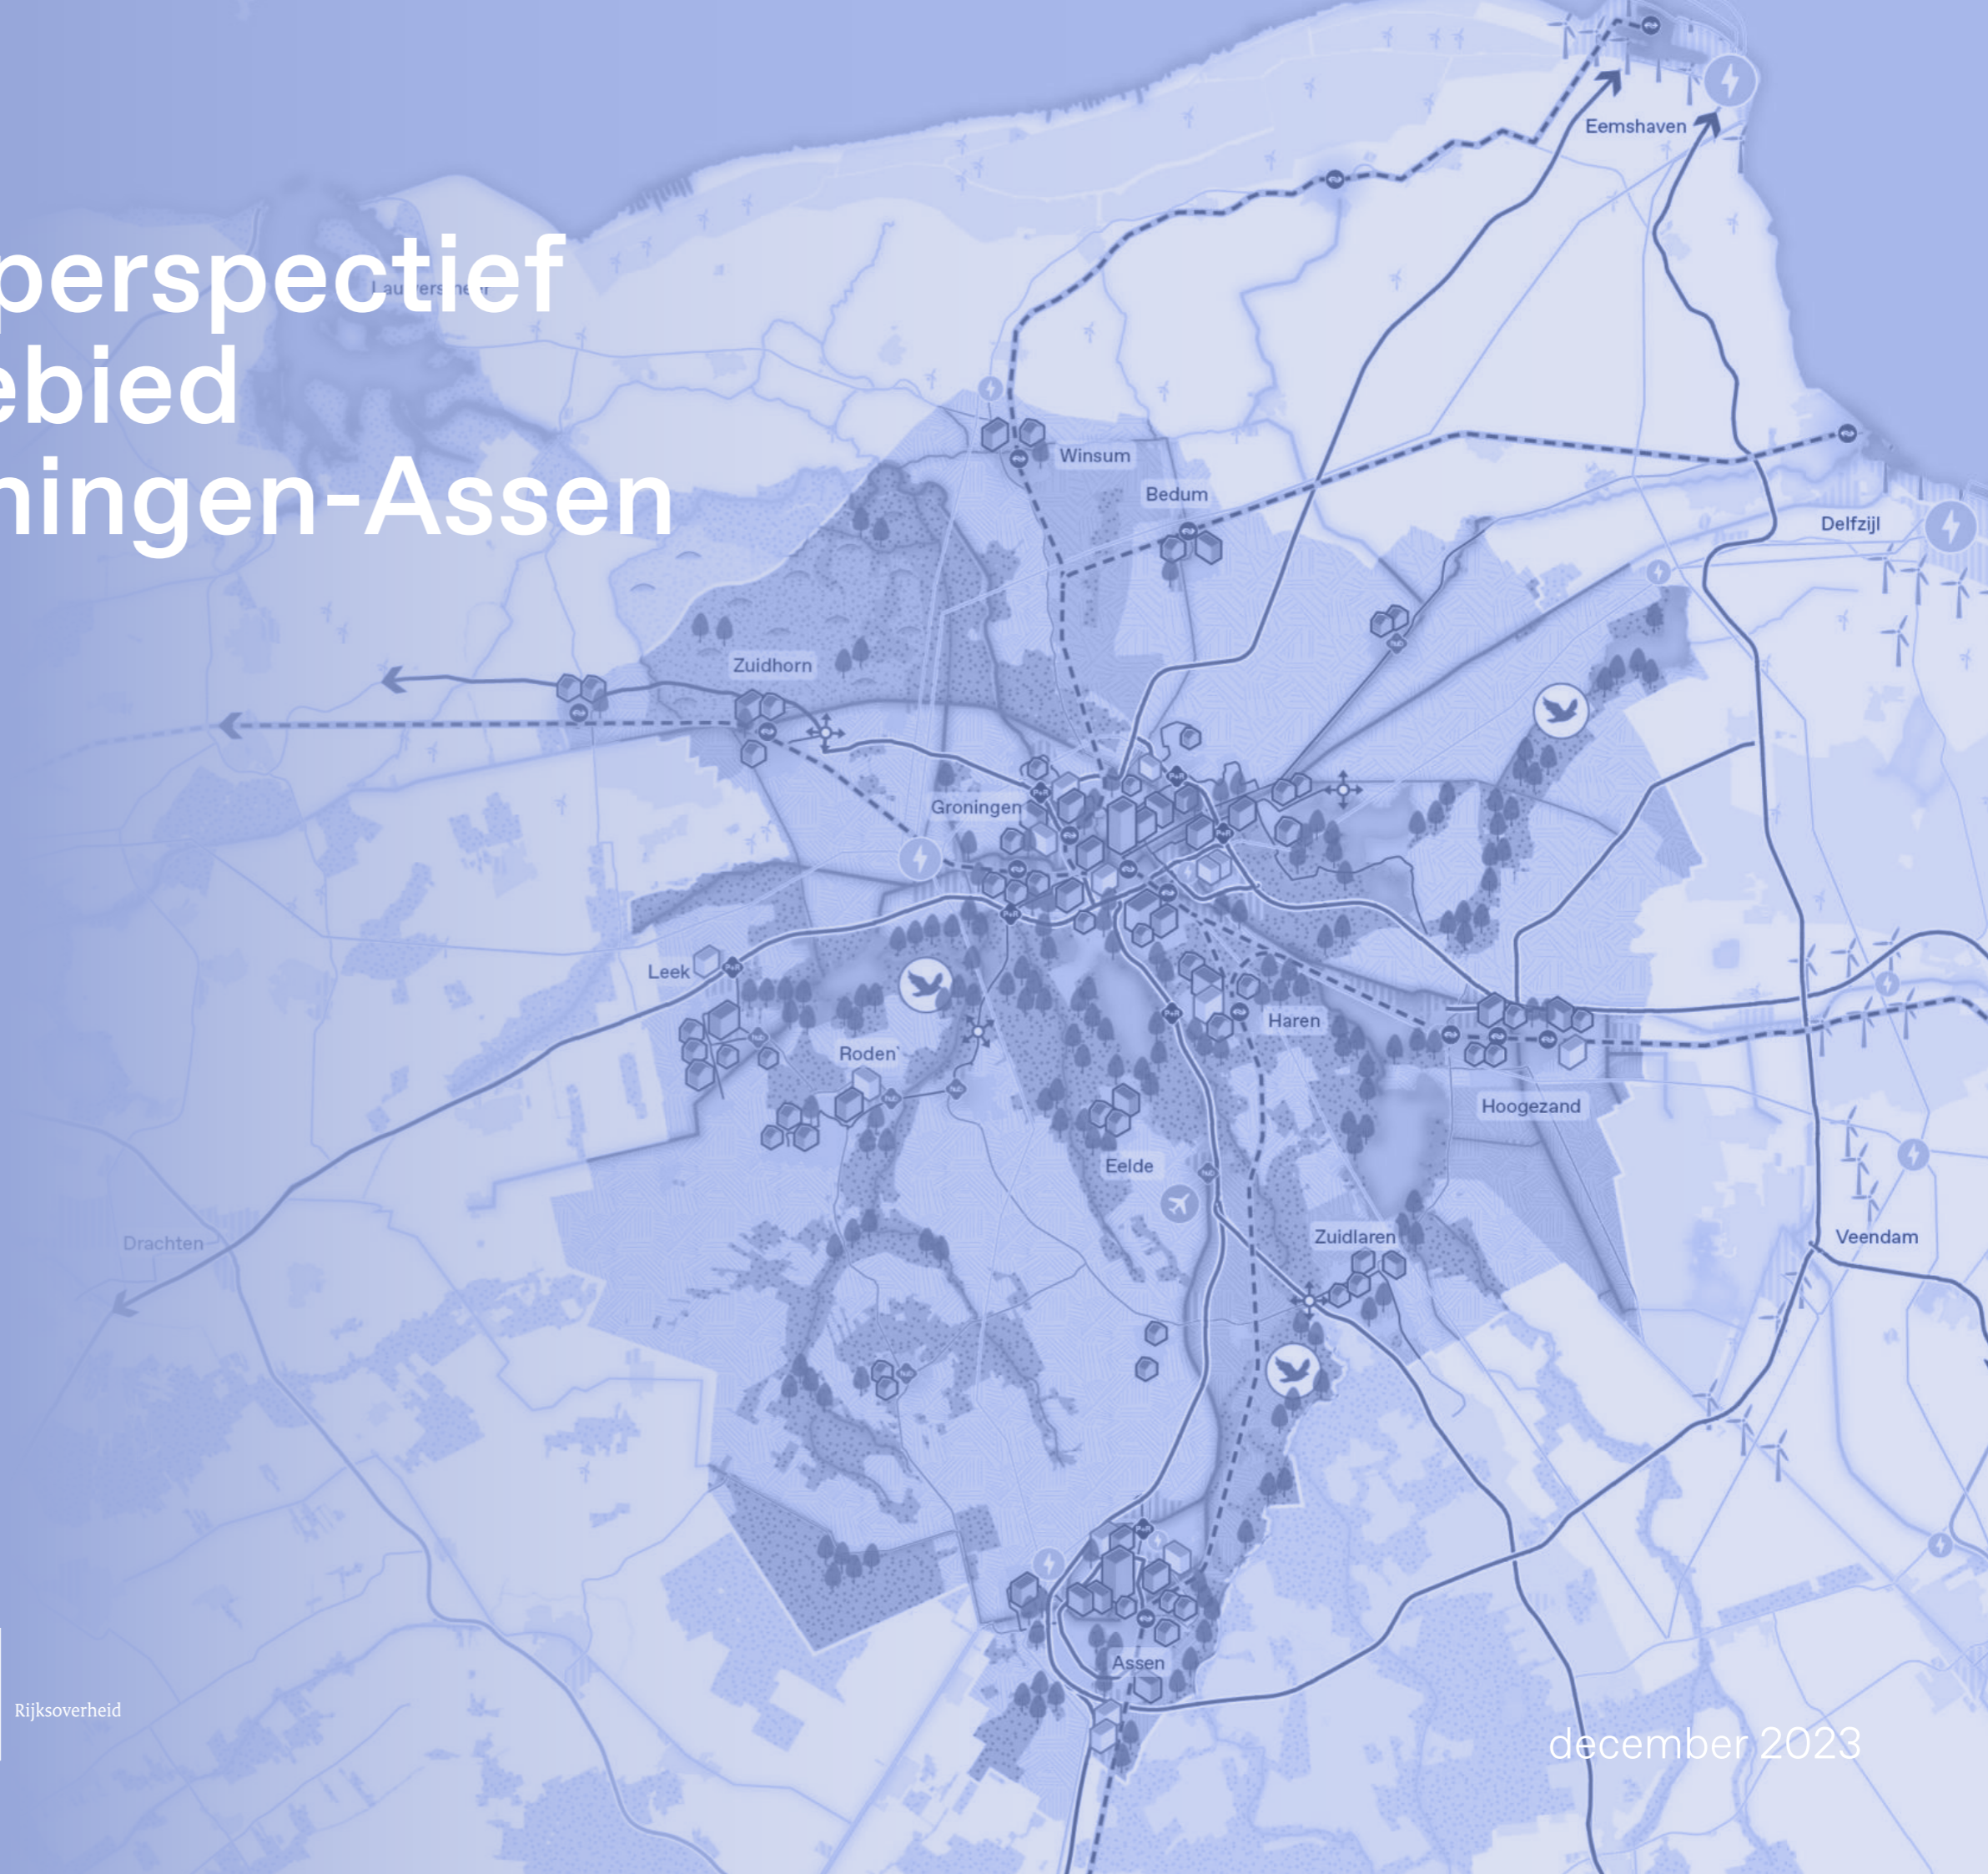 perspectief
ebied
ningen-Assen
Eemshaven
Winsum
Bedum
Delfzijl
Zuidhorn
Groningen
P+R
P+R
P+R
P+R
Leek
P+R
Haren
P+R
Roden
Hoogezand
Eelde
Zuidlaren
Veendam
Drachten
P+R
Assen
Rijksoverheid
december 2023